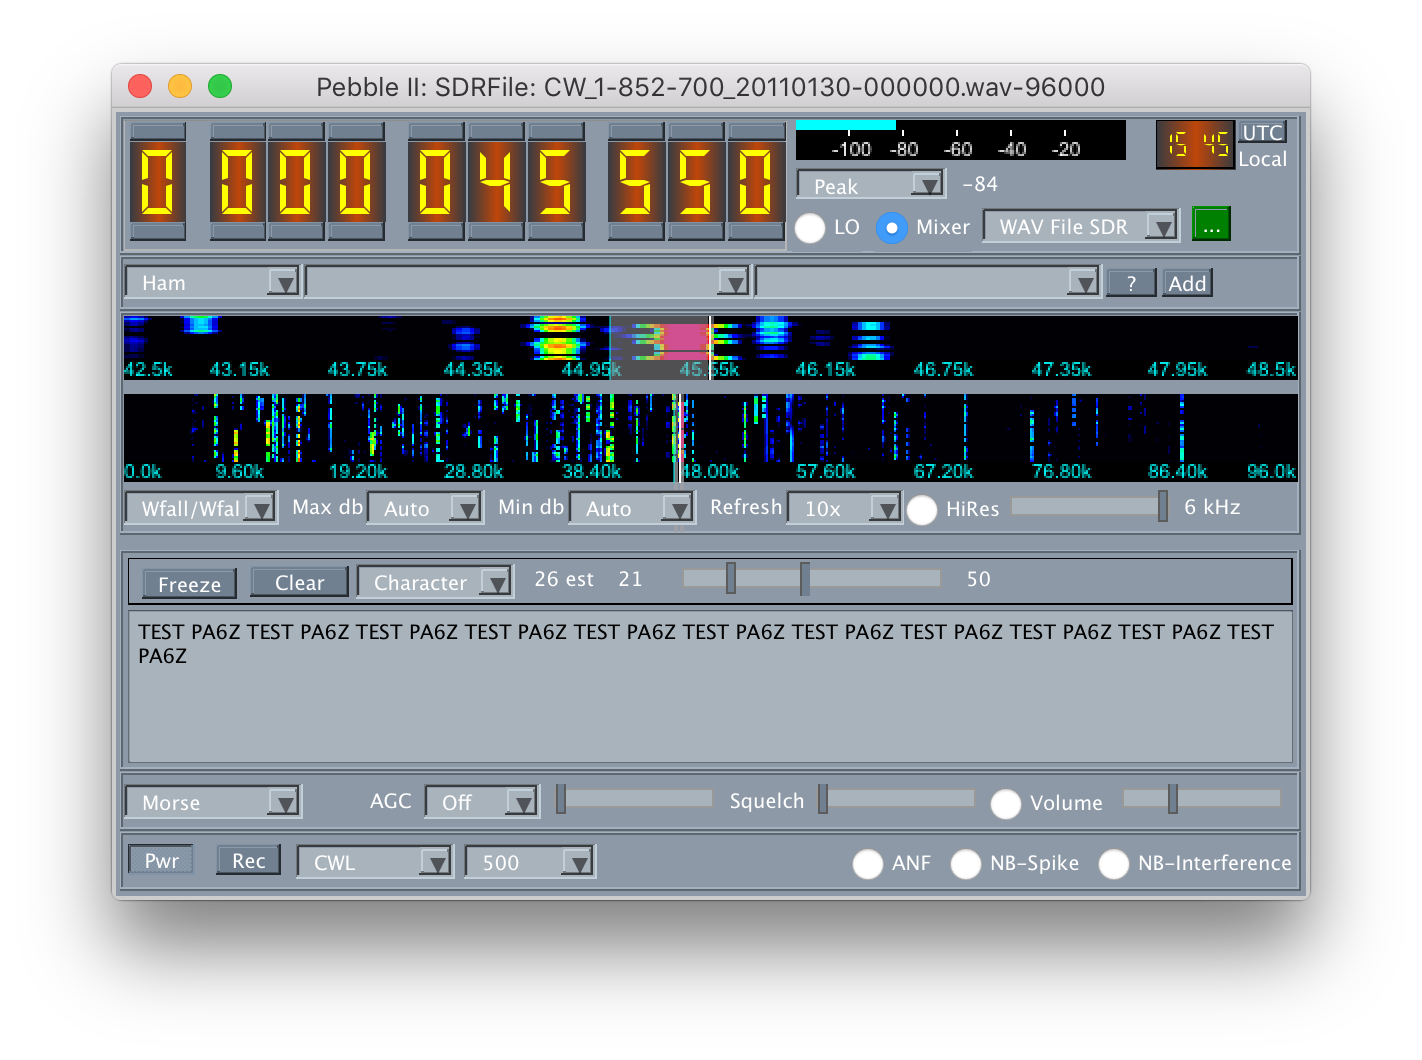 Pebble II: SDRFile: CW_1-852-700_20110130-000000.wav-96000
0 000 045 550
-100 -80 -60 -40 -20
15 45
UTC
Local
Peak
-84
LO
Mixer
WAV File SDR
...
Ham
?
Add
42.5k 43.15k 43.75k 44.35k 44.95k 45.55k 46.15k 46.75k 47.35k 47.95k 48.5k
0.0k 9.60k 19.20k 28.80k 38.40k 48.00k 57.60k 67.20k 76.80k 86.40k 96.0k
Wfall/Wfal Max db Auto Min db Auto Refresh 10x HiRes 6 kHz
Freeze Clear Character 26 est 21 50
TEST PA6Z TEST PA6Z TEST PA6Z TEST PA6Z TEST PA6Z TEST PA6Z TEST PA6Z TEST PA6Z TEST PA6Z TEST PA6Z TEST
PA6Z
Morse AGC Off Squelch Volume
Pwr Rec CWL 500 ANF NB-Spike NB-Interference